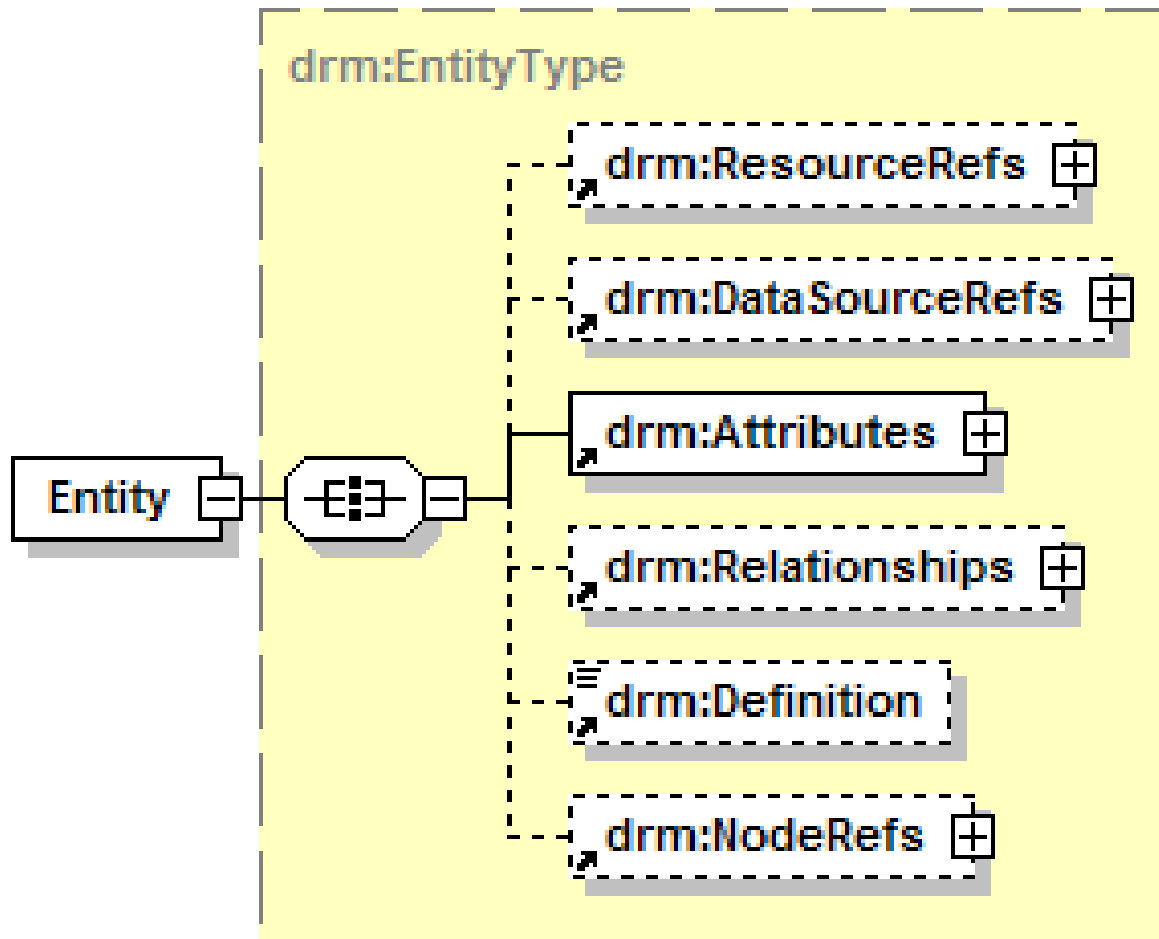 drm:EntityType
drm:ResourceRefs
drm:DataSourceRefs
drm:Attributes
Entity
drm:Relationships
drm:Definition
drm:NodeRefs